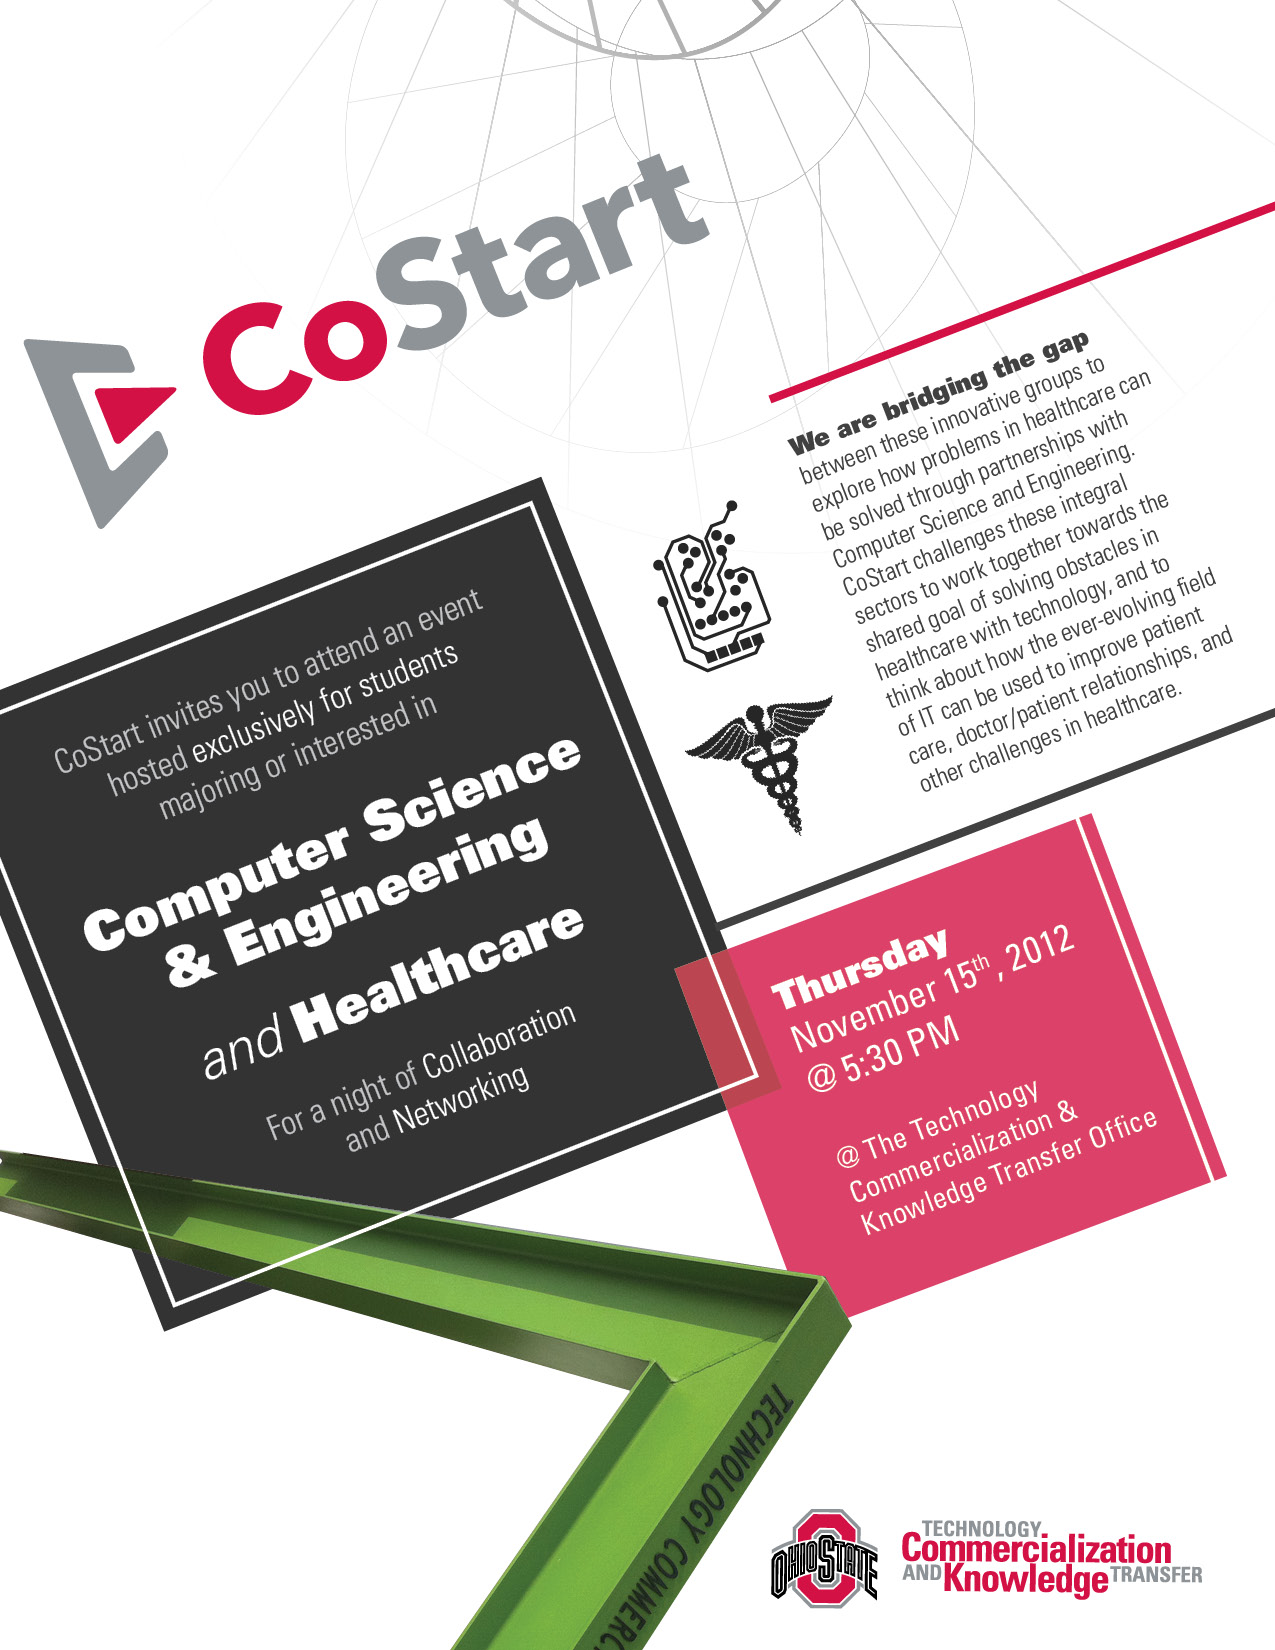 CoStart
We are bridging the gap
between these innovative groups to
explore how problems in healthcare can
be solved through partnerships with
Computer Science and Engineering.
CoStart challenges these integral
sectors to work together towards the
shared goal of solving obstacles in
healthcare with technology, and to
think about how the ever-evolving field
of IT can be used to improve patient
care, doctor/patient relationships, and
other challenges in healthcare.
CoStart invites you to attend an event
hosted exclusively for students
majoring or interested in
Computer Science
& Engineering
and Healthcare
For a night of Collaboration
and Networking
Thursday
November 15th, 2012
@ 5:30 PM
@ The Technology
Commercialization &
Knowledge Transfer Office
TECHNOLOGY COMMERC
OHIO STATE
TECHNOLOGY
Commercialization
AND Knowledge TRANSFER